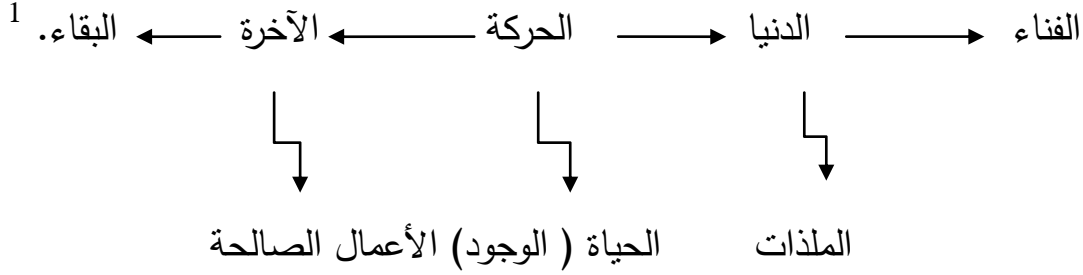 الفناء الدنيا الحركة الآخرة البقاء. 1
الملذات الحياة ( الوجود) الأعمال الصالحة